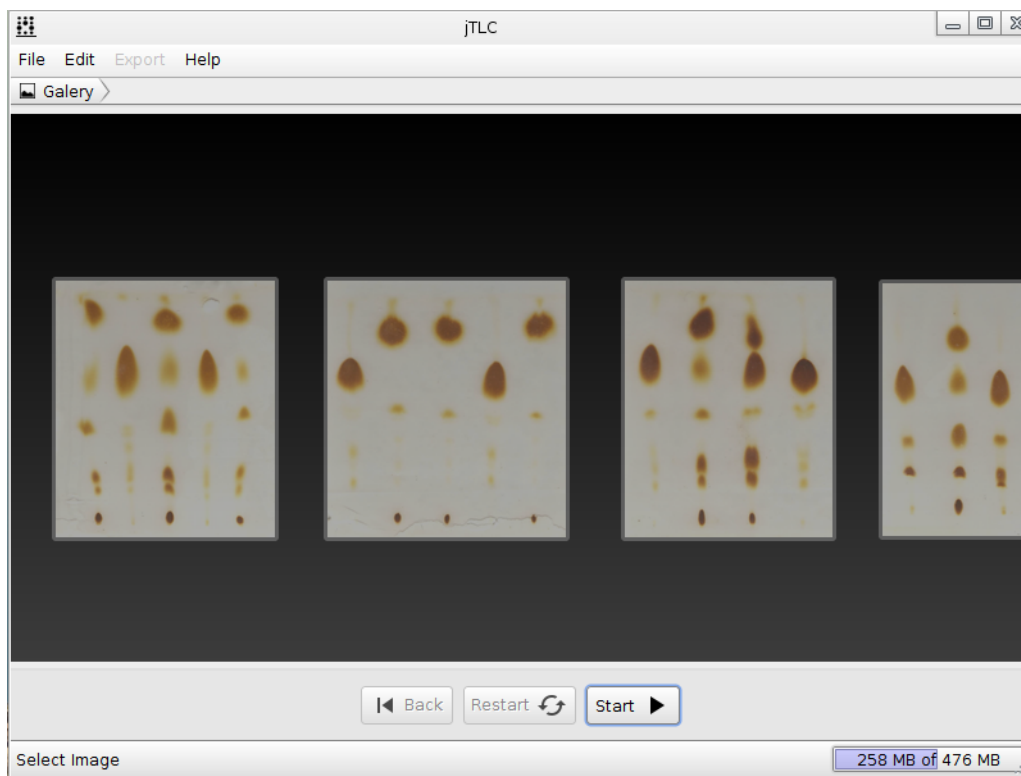 jTLC
File Edit Export Help
Galery
Back Restart Start
Select Image 258 MB of 476 MB